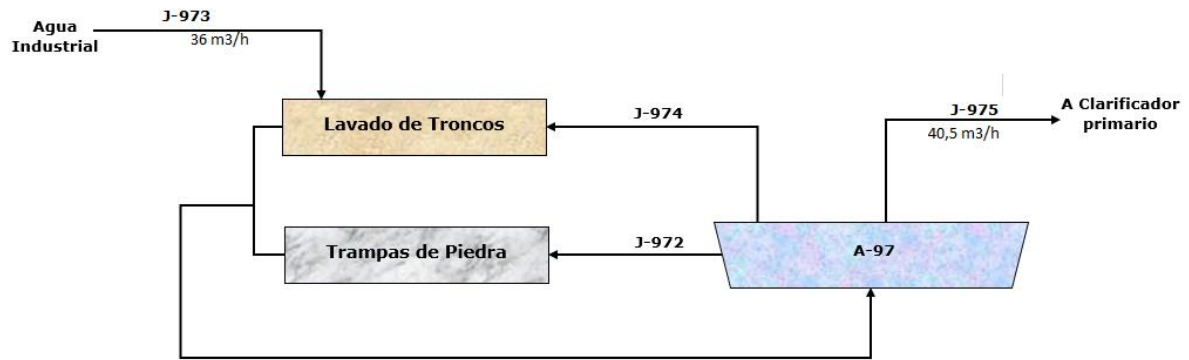 J-973
Agua
Industrial
36 m3/h
Lavado de Troncos
J-974
J-975
40,5 m3/h
A Clarificador
primario
Trampas de Piedra
J-972
A-97